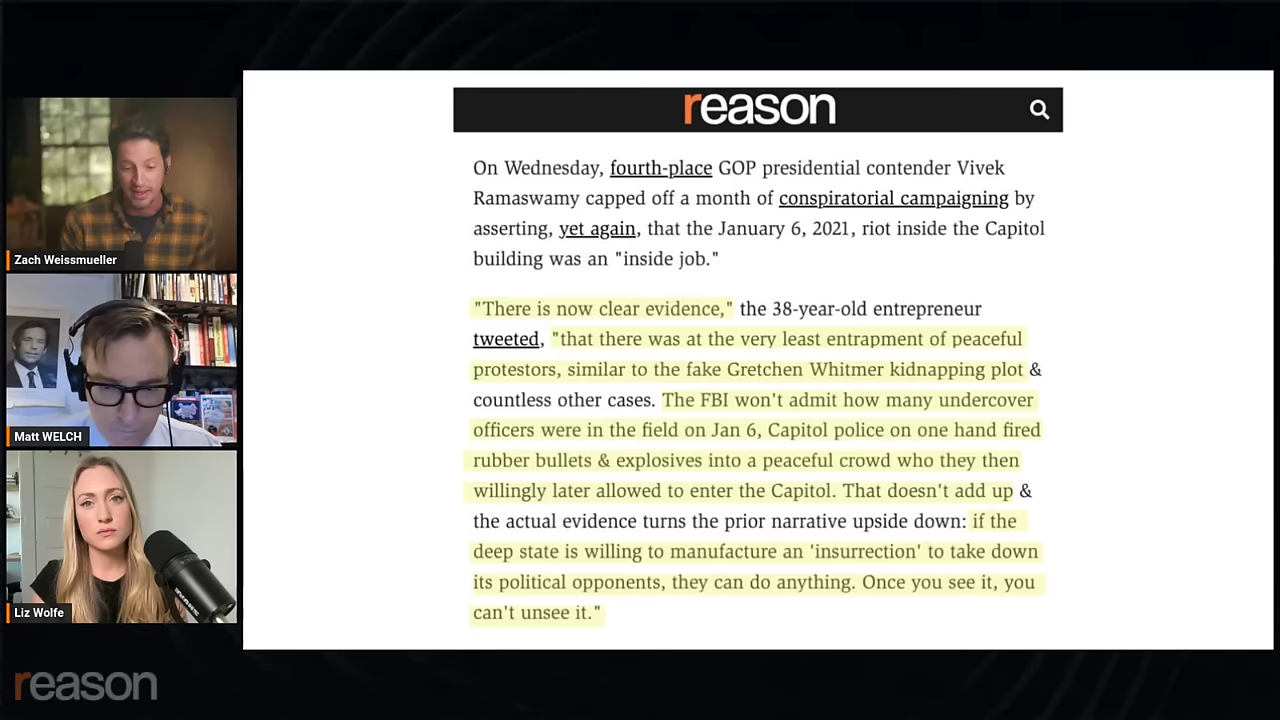 reason
On Wednesday, fourth-place GOP presidential contender Vivek
Ramaswamy capped off a month of conspiratorial campaigning by
asserting, yet again, that the January 6, 2021, riot inside the Capitol
building was an "inside job."
"There is now clear evidence," the 38-year-old entrepreneur
tweeted, "that there was at the very least entrapment of peaceful
protestors, similar to the fake Gretchen Whitmer kidnapping plot &
countless other cases. The FBI won't admit how many undercover
officers were in the field on Jan 6, Capitol police on one hand fired
rubber bullets & explosives into a peaceful crowd who they then
willingly later allowed to enter the Capitol. That doesn't add up &
the actual evidence turns the prior narrative upside down: if the
deep state is willing to manufacture an 'insurrection' to take down
its political opponents, they can do anything. Once you see it, you
can't unsee it."
Zach Weissmueller
Matt WELCH
Liz Wolfe
reason